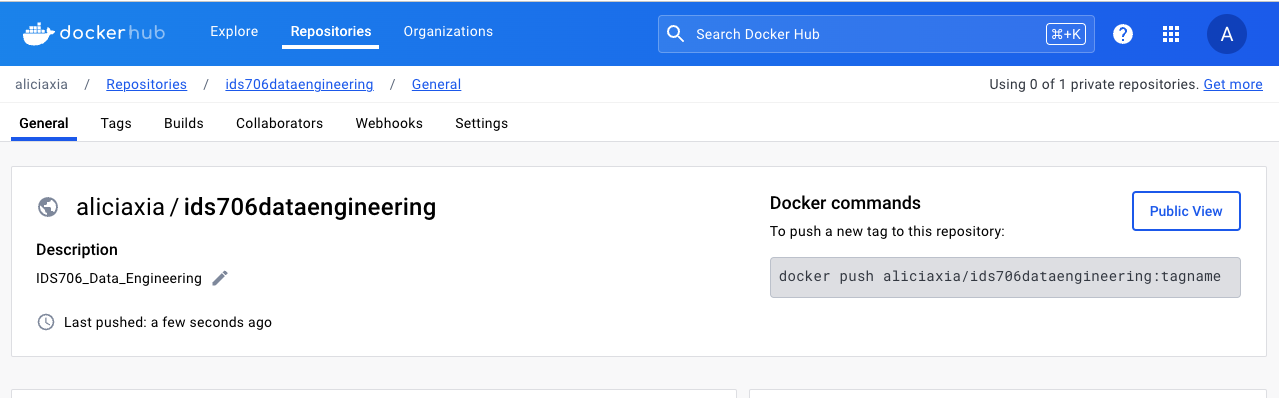 dockerhub Explore Repositories Organizations Search Docker Hub ⌘+K ? A
aliciaxia / Repositories / ids706dataengineering / General Using 0 of 1 private repositories. Get more
General Tags Builds Collaborators Webhooks Settings
aliciaxia / ids706dataengineering
Description
IDS706_Data_Engineering
Last pushed: a few seconds ago
Docker commands
Public View
To push a new tag to this repository:
docker push aliciaxia/ids706dataengineering:tagname